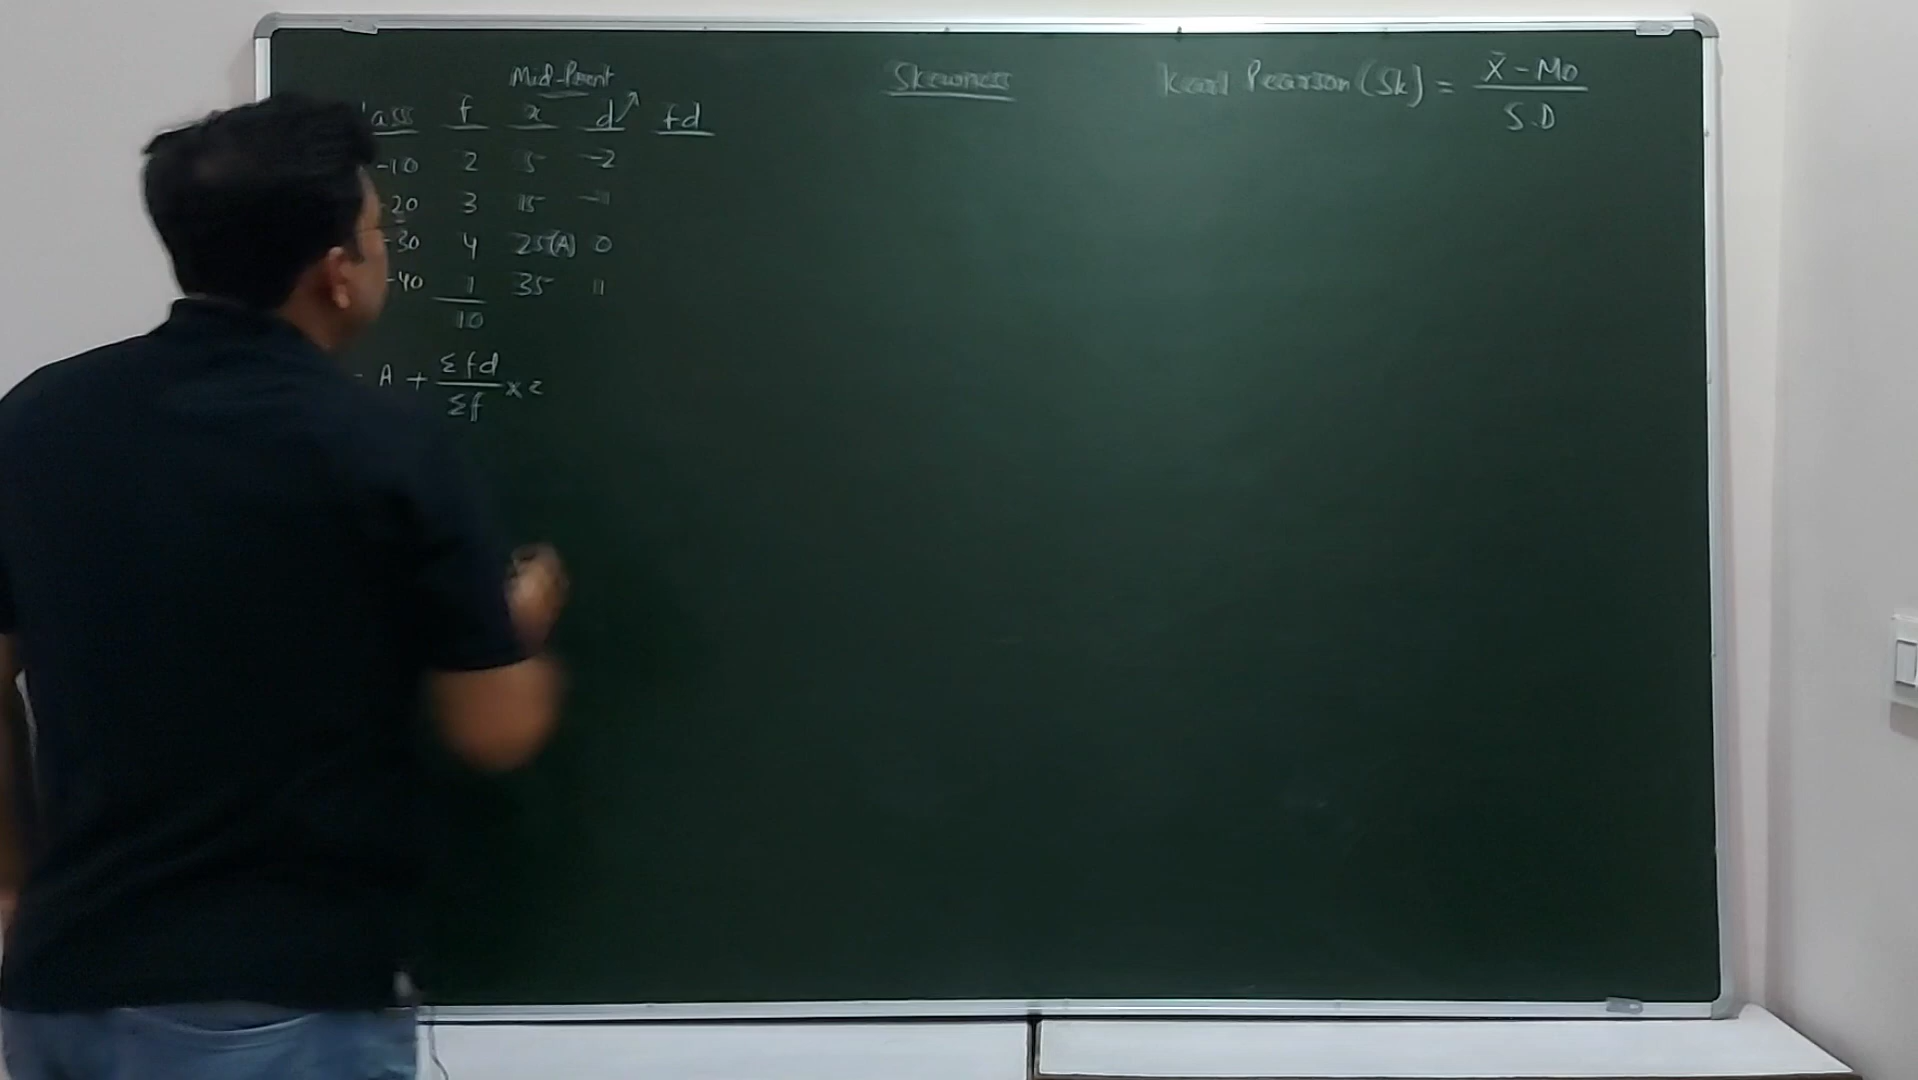 Mid-Point
Skewness
Karl Pearson (Sk) = X̄ - Mo / S.D
lass f x d fd
-10 2 5 -2
-20 3 15 -1
-30 4 25(A) 0
-40 1 35 1
10
A + Σfd / Σf × c